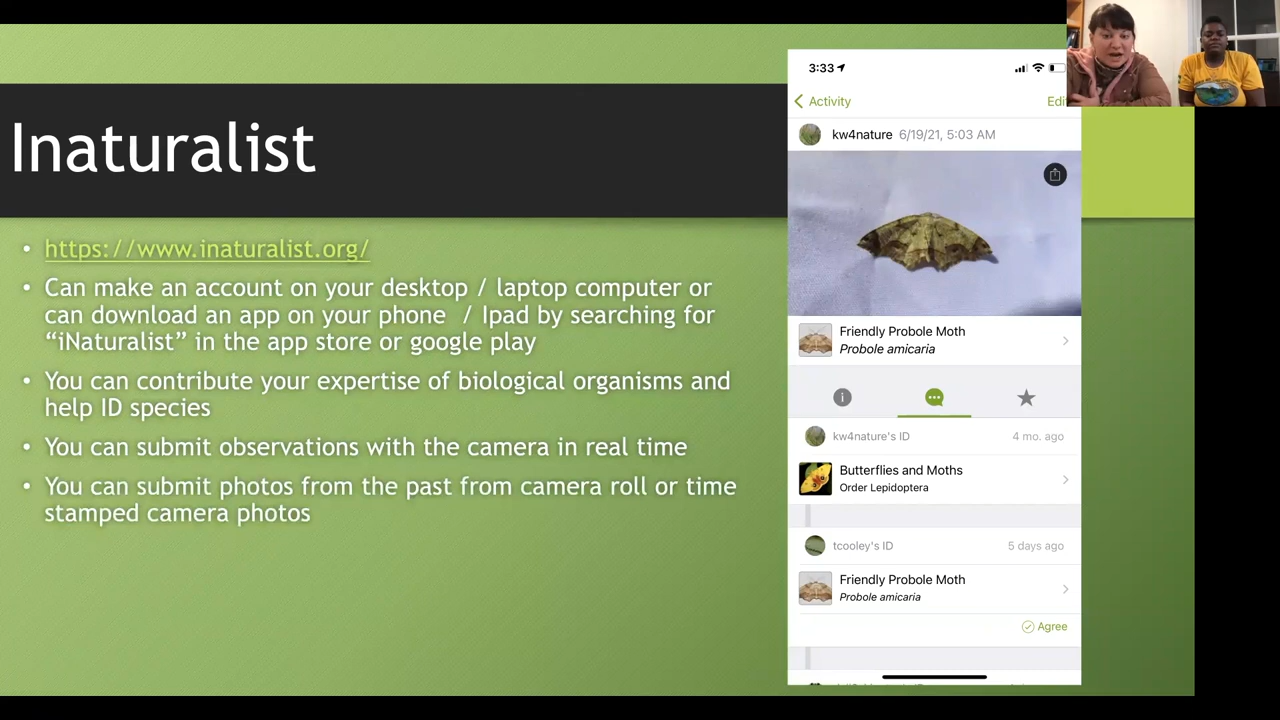 Inaturalist
• https://www.inaturalist.org/
• Can make an account on your desktop / laptop computer or
can download an app on your phone / Ipad by searching for
“iNaturalist” in the app store or google play
• You can contribute your expertise of biological organisms and
help ID species
• You can submit observations with the camera in real time
• You can submit photos from the past from camera roll or time
stamped camera photos
3:33
Activity
Edi
kw4nature 6/19/21, 5:03 AM
Friendly Probole Moth
Probole amicaria
kw4nature's ID 4 mo. ago
Butterflies and Moths
Order Lepidoptera
tcooley's ID 5 days ago
Friendly Probole Moth
Probole amicaria
Agree